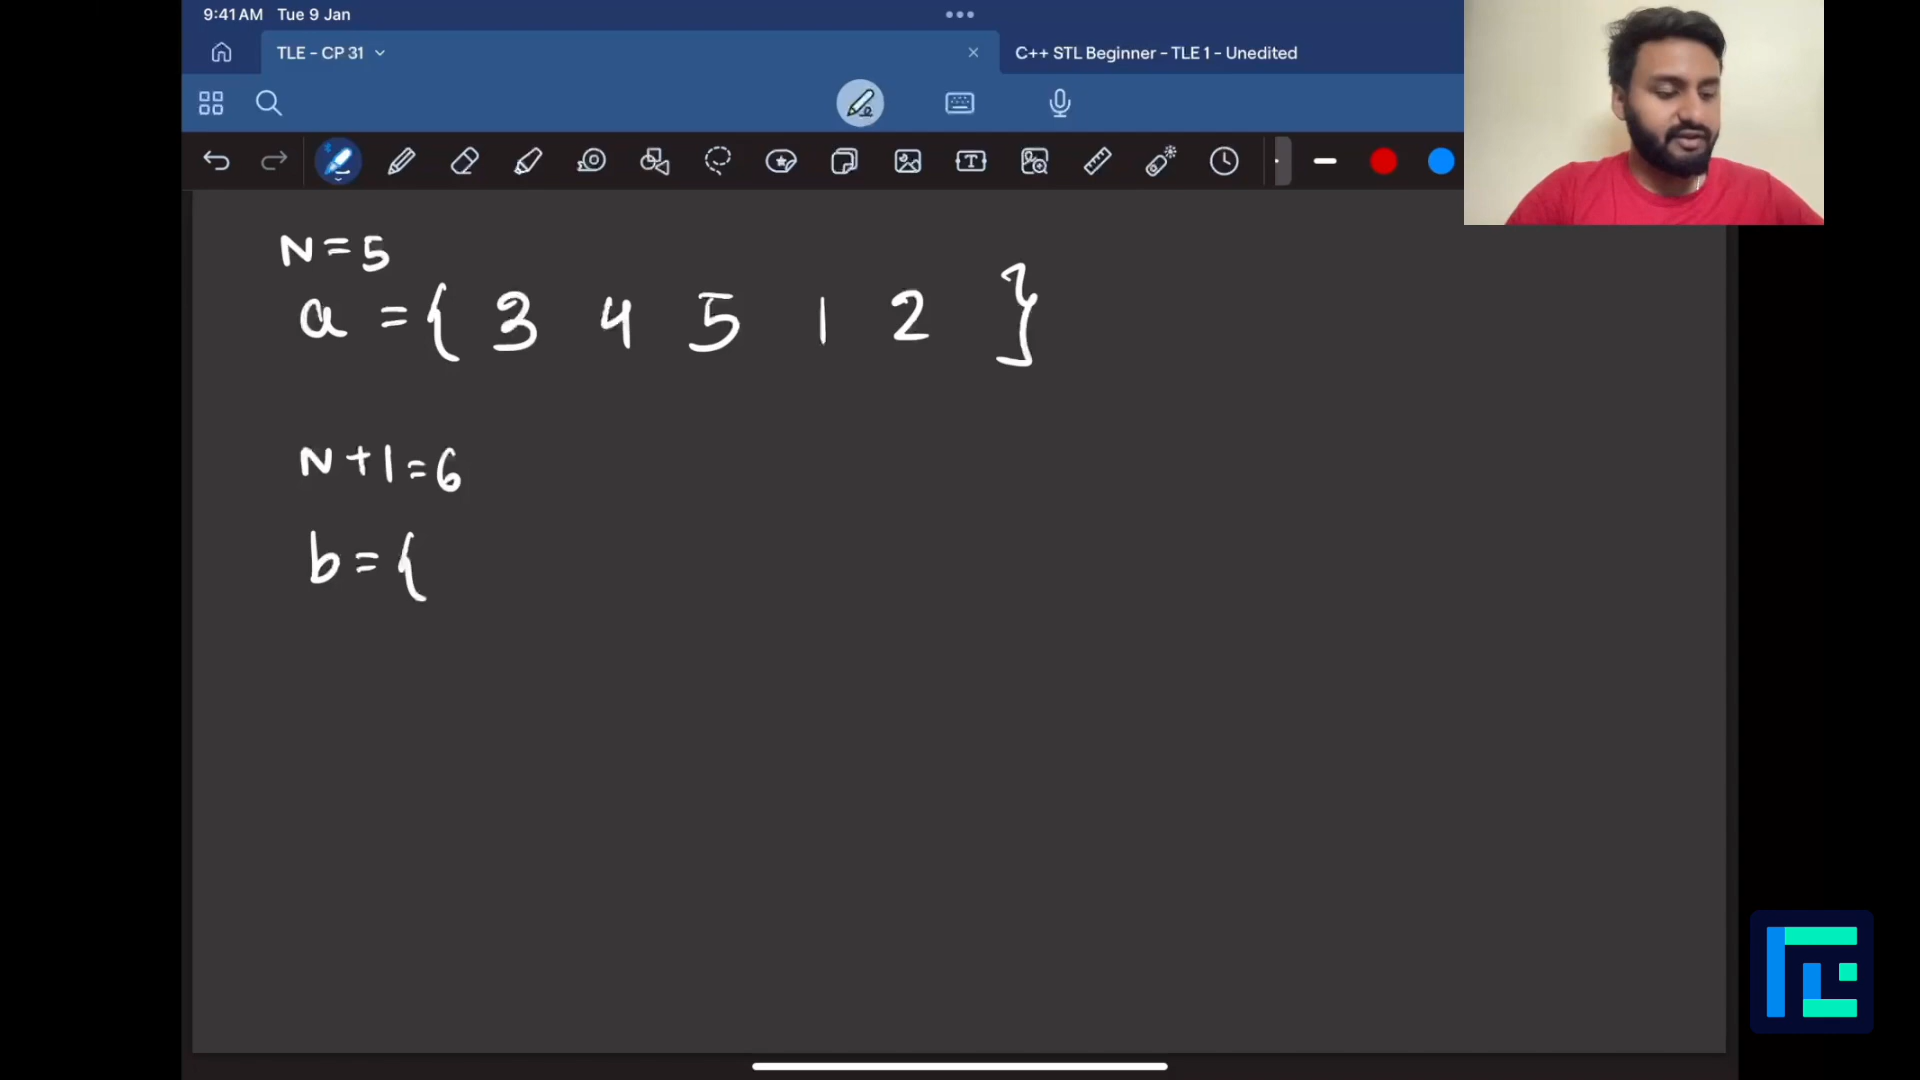 9:41 AM Tue 9 Jan
TLE - CP 31
C++ STL Beginner - TLE 1 - Unedited
N = 5
a = { 3 4 5 1 2 }
N + 1 = 6
b = {